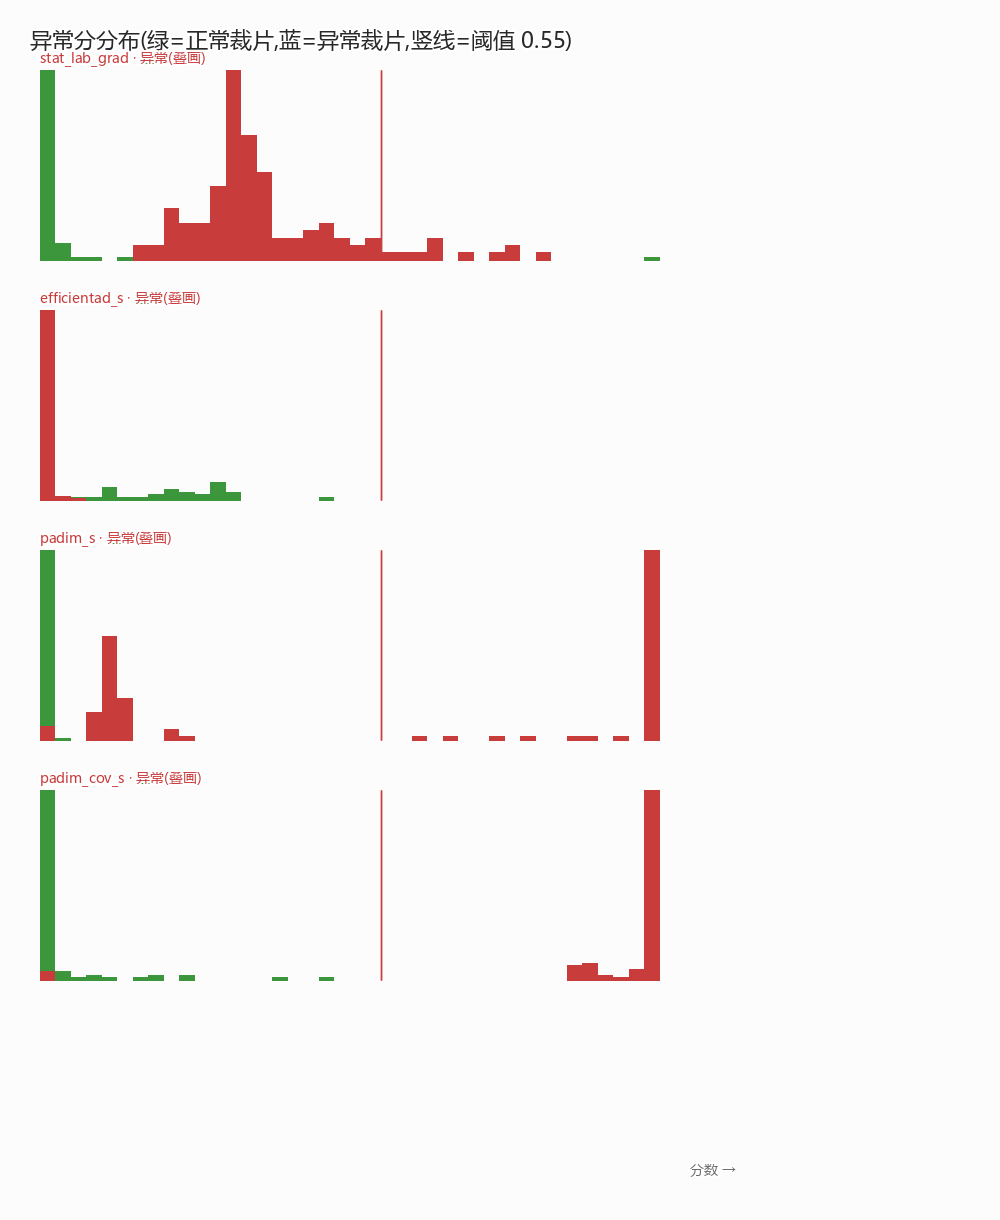 异常分分布(绿=正常裁片,蓝=异常裁片,竖线=阈值 0.55)
stat_lab_grad · 异常(叠画)
efficientad_s · 异常(叠画)
padim_s · 异常(叠画)
padim_cov_s · 异常(叠画)
分数 →